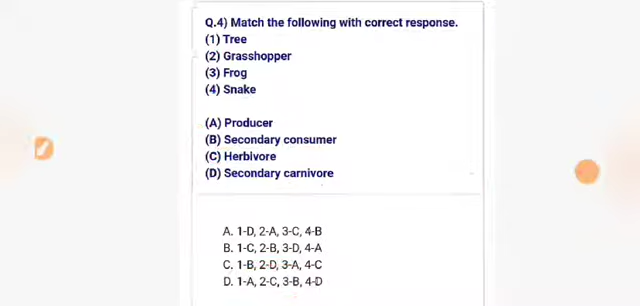 Q.4) Match the following with correct response.
(1) Tree
(2) Grasshopper
(3) Frog
(4) Snake
(A) Producer
(B) Secondary consumer
(C) Herbivore
(D) Secondary carnivore
A. 1-D, 2-A, 3-C, 4-B
B. 1-C, 2-B, 3-D, 4-A
C. 1-B, 2-D, 3-A, 4-C
D. 1-A, 2-C, 3-B, 4-D